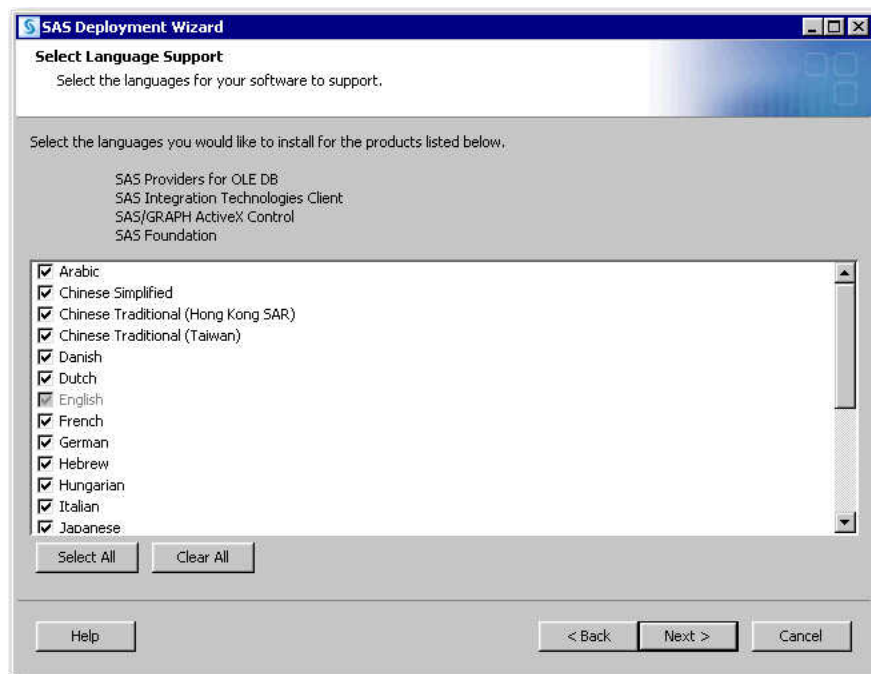 SAS Deployment Wizard
Select Language Support
Select the languages for your software to support.
Select the languages you would like to install for the products listed below.
SAS Providers for OLE DB
SAS Integration Technologies Client
SAS/GRAPH ActiveX Control
SAS Foundation
Arabic
Chinese Simplified
Chinese Traditional (Hong Kong SAR)
Chinese Traditional (Taiwan)
Danish
Dutch
English
French
German
Hebrew
Hungarian
Italian
Japanese
Select All Clear All
Help < Back Next > Cancel